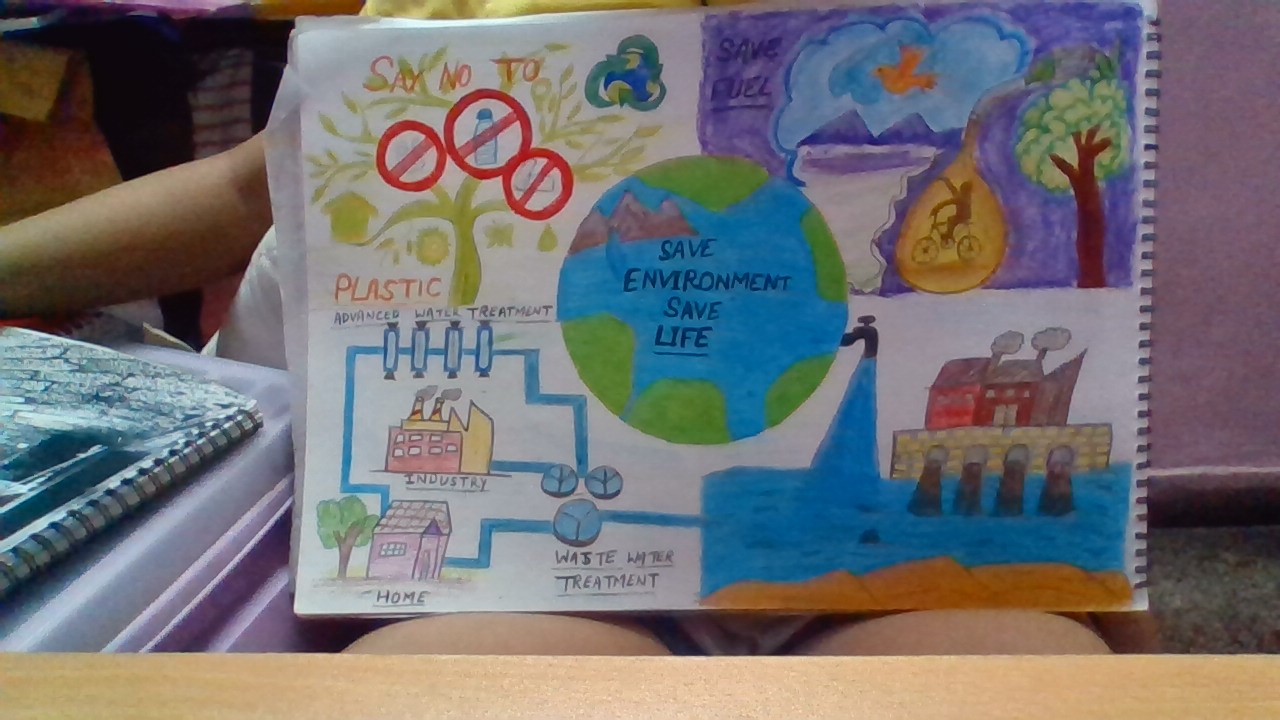 SAY NO TO
PLASTIC
SAVE
FUEL
SAVE
ENVIRONMENT
SAVE
LIFE
ADVANCED WATER TREATMENT
INDUSTRY
HOME
WASTE WATER
TREATMENT